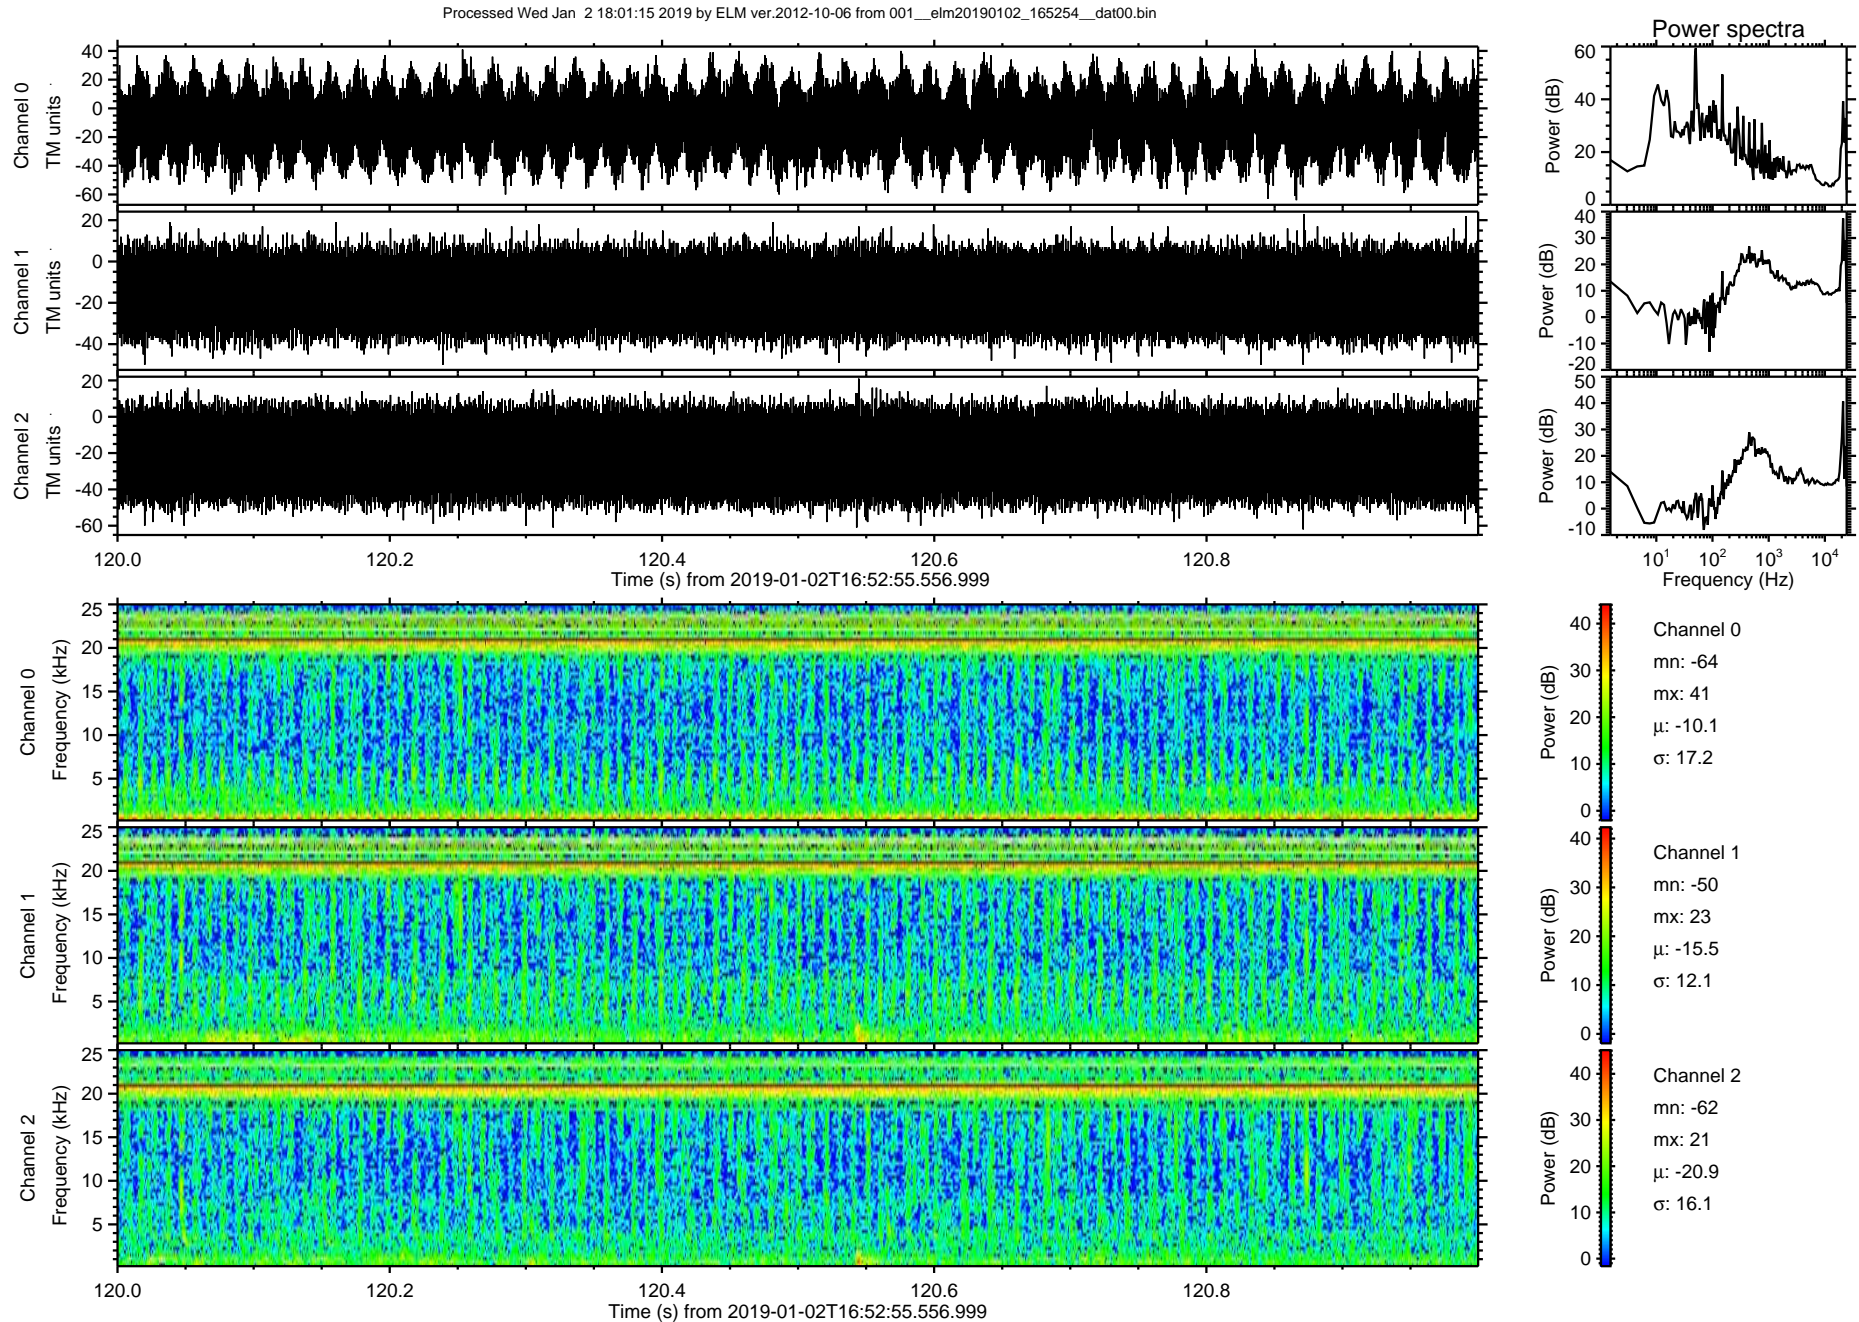 Processed Wed Jan  2 18:01:15 2019 by ELM ver.2012-10-06 from 001__elm20190102_165254__dat00.bin
Power spectra
Channel 0
TM units
40
20
0
-20
-40
-60
Power (dB)
60
40
20
0
Channel 1
TM units
20
0
-20
-40
Power (dB)
40
30
20
10
0
-10
-20
Channel 2
TM units
20
0
-20
-40
-60
Power (dB)
50
40
30
20
10
0
-10
120.0 120.2 120.4 120.6 120.8
Time (s) from 2019-01-02T16:52:55.556.999
10^1 10^2 10^3 10^4
Frequency (Hz)
Channel 0
Frequency (kHz)
25
20
15
10
5
Power (dB)
40
30
20
10
0
Channel 0
mn: -64
mx: 41
μ: -10.1
σ: 17.2
Channel 1
Frequency (kHz)
25
20
15
10
5
Power (dB)
40
30
20
10
0
Channel 1
mn: -50
mx: 23
μ: -15.5
σ: 12.1
Channel 2
Frequency (kHz)
25
20
15
10
5
Power (dB)
40
30
20
10
0
Channel 2
mn: -62
mx: 21
μ: -20.9
σ: 16.1
120.0 120.2 120.4 120.6 120.8
Time (s) from 2019-01-02T16:52:55.556.999